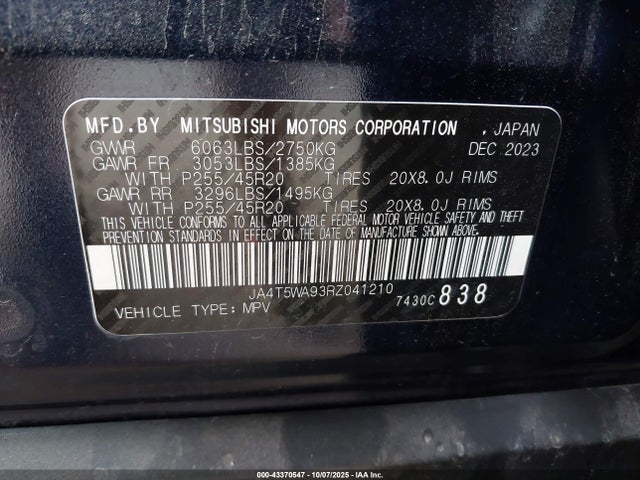 MFD.BY MITSUBISHI MOTORS CORPORATION , JAPAN
GVWR 6063LBS/2750KG DEC 2023
GAWR FR 3053LBS/1385KG
WITH P255/45R20 TIRES 20X8.0J RIMS
GAWR RR 3296LBS/1495KG
WITH P255/45R20 TIRES 20X8.0J RIMS
THIS VEHICLE CONFORMS TO ALL APPLICABLE FEDERAL MOTOR VEHICLE SAFETY AND THEFT
PREVENTION STANDARDS IN EFFECT ON THE DATE OF MANUFACTURE SHOWN ABOVE.
JA4T5WA93RZ041210
VEHICLE TYPE: MPV 7430C 838
000-43370547 - 10/07/2025 - IAA Inc.